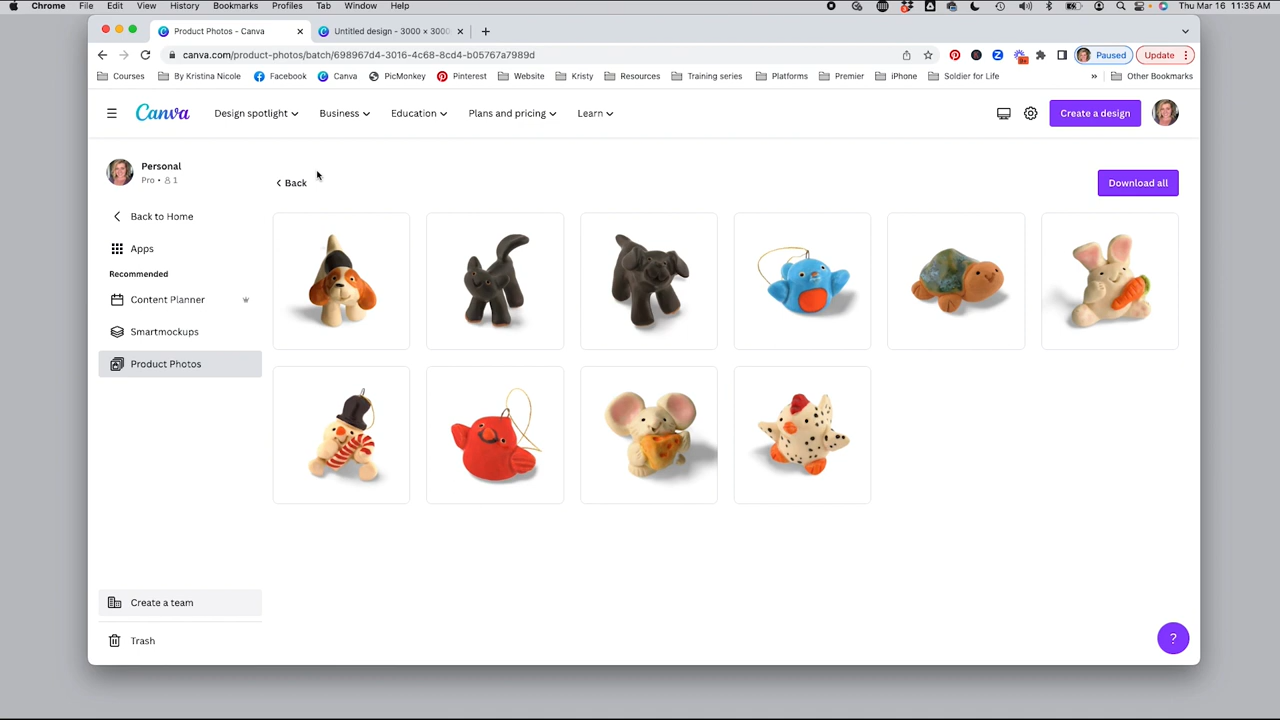 Chrome File Edit View History Bookmarks Profiles Tab Window Help Thu Mar 16 11:35 AM
Product Photos - Canva Untitled design - 3000 × 3000
canva.com/product-photos/batch/698967d4-3016-4c68-8cd4-b05767a7989d Paused Update
Courses By Kristina Nicole Facebook Canva PicMonkey Pinterest Website Kristy Resources Training series Platforms Premier iPhone Soldier for Life » Other Bookmarks
Canva Design spotlight Business Education Plans and pricing Learn Create a design
Personal
Pro • 1
Back Download all
Back to Home
Apps
Recommended
Content Planner
Smartmockups
Product Photos
Create a team
Trash
?